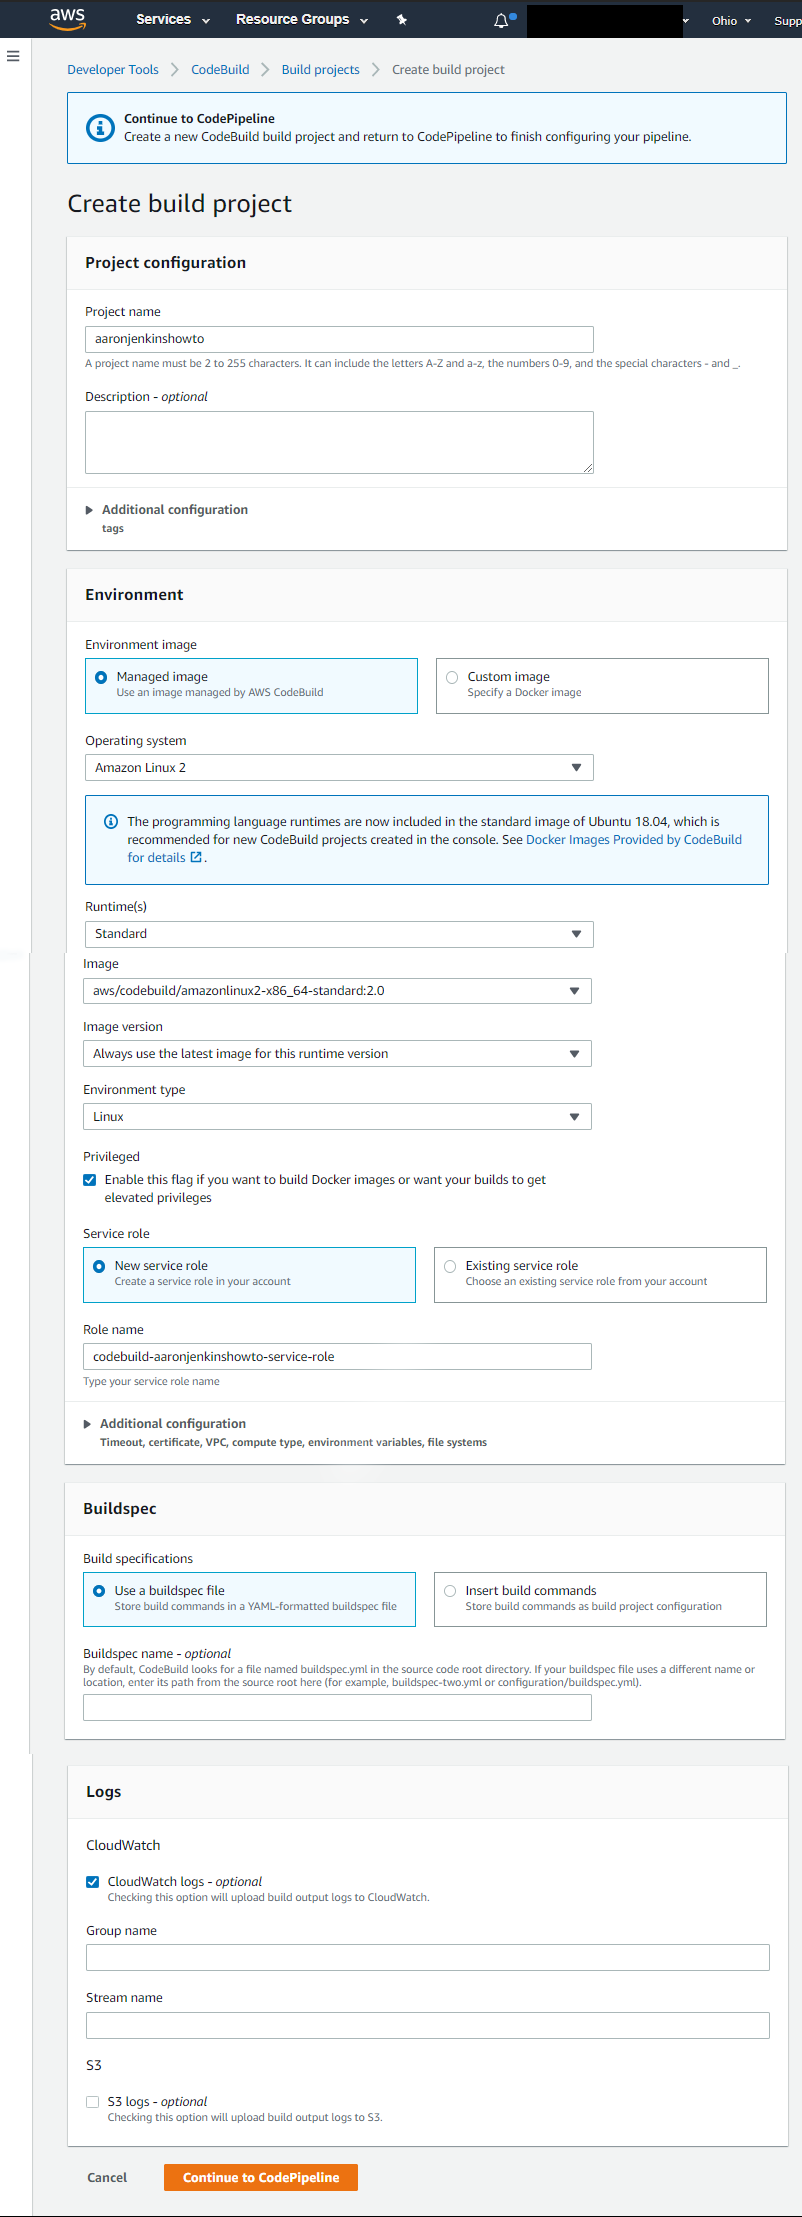 aws Services Resource Groups Ohio Supp
Developer Tools CodeBuild Build projects Create build project
Continue to CodePipeline
Create a new CodeBuild build project and return to CodePipeline to finish configuring your pipeline.
Create build project
Project configuration
Project name
aaronjenkinshowto
A project name must be 2 to 255 characters. It can include the letters A-Z and a-z, the numbers 0-9, and the special characters - and _.
Description - optional
Additional configuration
tags
Environment
Environment image
Managed image
Use an image managed by AWS CodeBuild
Custom image
Specify a Docker image
Operating system
Amazon Linux 2
The programming language runtimes are now included in the standard image of Ubuntu 18.04, which is
recommended for new CodeBuild projects created in the console. See Docker Images Provided by CodeBuild
for details .
Runtime(s)
Standard
Image
aws/codebuild/amazonlinux2-x86_64-standard:2.0
Image version
Always use the latest image for this runtime version
Environment type
Linux
Privileged
Enable this flag if you want to build Docker images or want your builds to get
elevated privileges
Service role
New service role
Create a service role in your account
Existing service role
Choose an existing service role from your account
Role name
codebuild-aaronjenkinshowto-service-role
Type your service role name
Additional configuration
Timeout, certificate, VPC, compute type, environment variables, file systems
Buildspec
Build specifications
Use a buildspec file
Store build commands in a YAML-formatted buildspec file
Insert build commands
Store build commands as build project configuration
Buildspec name - optional
By default, CodeBuild looks for a file named buildspec.yml in the source code root directory. If your buildspec file uses a different name or
location, enter its path from the source root here (for example, buildspec-two.yml or configuration/buildspec.yml).
Logs
CloudWatch
CloudWatch logs - optional
Checking this option will upload build output logs to CloudWatch.
Group name
Stream name
S3
S3 logs - optional
Checking this option will upload build output logs to S3.
Cancel Continue to CodePipeline